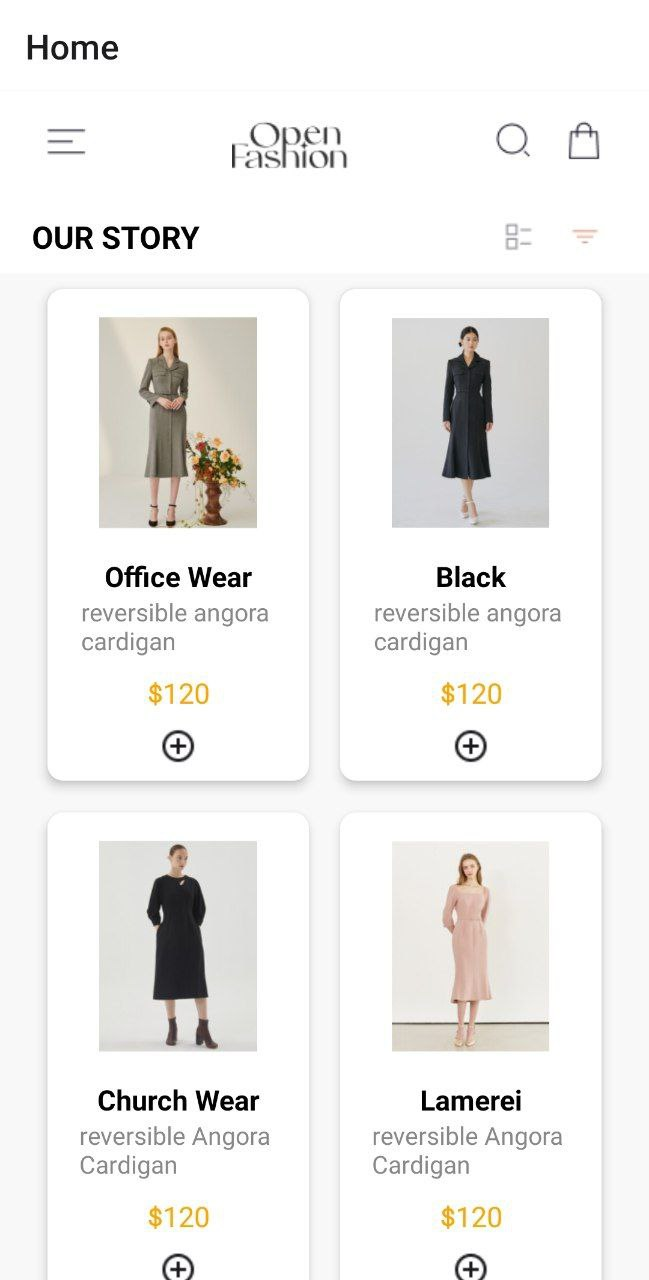 Home
Open
Fashion
OUR STORY
Office Wear
reversible angora
cardigan
$120
Black
reversible angora
cardigan
$120
Church Wear
reversible Angora
Cardigan
$120
Lamerei
reversible Angora
Cardigan
$120